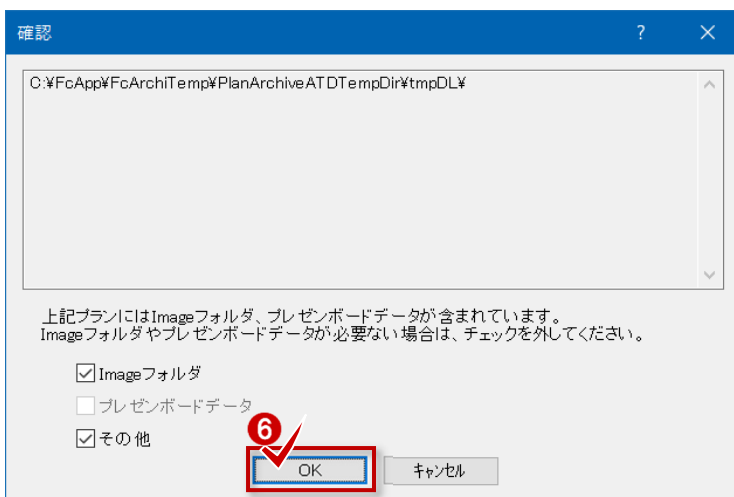 確認
?
×
C:¥FcApp¥FcArchiTemp¥PlanArchiveATDTempDir¥tmpDL¥
上記プランにはImageフォルダ、プレゼンボードデータが含まれています。
Imageフォルダやプレゼンボードデータが必要ない場合は、チェックを外してください。
Imageフォルダ
プレゼンボードデータ
その他
6
OK
キャンセル